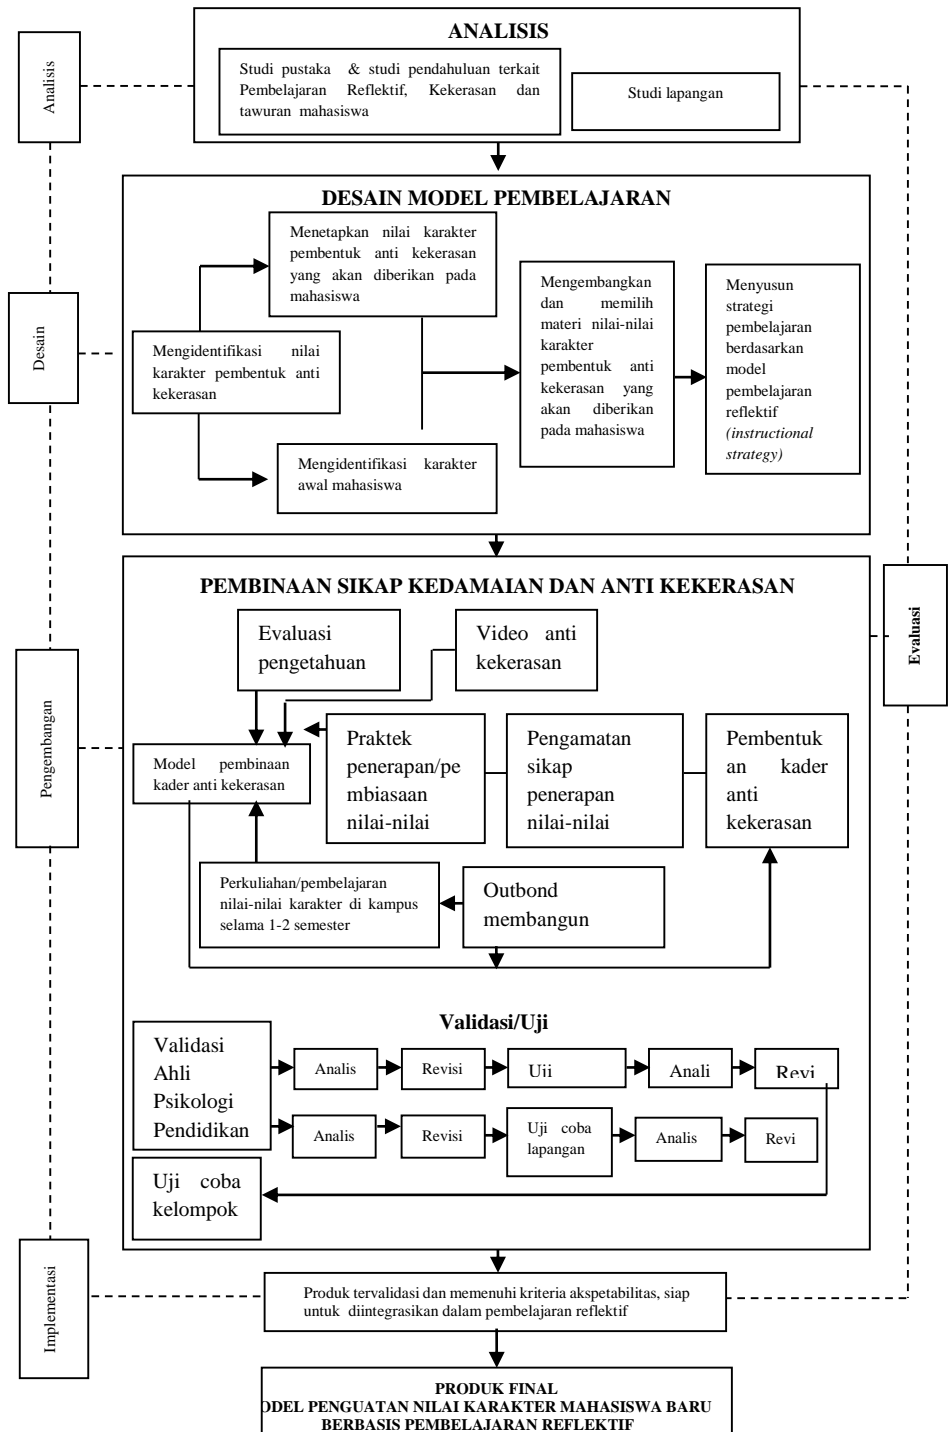 ANALISIS
Studi pustaka & studi pendahuluan terkait
Pembelajaran Reflektif, Kekerasan dan
tawuran mahasiswa
Studi lapangan
Analisis
DESAIN MODEL PEMBELAJARAN
Menetapkan nilai karakter
pembentuk anti kekerasan
yang akan diberikan pada
mahasiswa
Mengidentifikasi nilai
karakter pembentuk anti
kekerasan
Mengidentifikasi karakter
awal mahasiswa
Mengembangkan
dan memilih
materi nilai-nilai
karakter
pembentuk anti
kekerasan yang
akan diberikan
pada mahasiswa
Menyusun
strategi
pembelajaran
berdasarkan
model
pembelajaran
reflektif
(instructional
strategy)
Desain
PEMBINAAN SIKAP KEDAMAIAN DAN ANTI KEKERASAN
Evaluasi
pengetahuan
Video anti
kekerasan
Model pembinaan
kader anti kekerasan
Praktek
penerapan/pe
mbiasaan
nilai-nilai
Pengamatan
sikap
penerapan
nilai-nilai
Pembentuk
an kader
anti
kekerasan
Perkuliahan/pembelajaran
nilai-nilai karakter di kampus
selama 1-2 semester
Outbond
membangun
Pengembangan
Evaluasi
Validasi/Uji
Validasi
Ahli
Psikologi
Pendidikan
Analis
Revisi
Uji
Anali
Revi
Analis
Revisi
Uji coba
lapangan
Analis
Revi
Uji coba
kelompok
Implementasi
Produk tervalidasi dan memenuhi kriteria akspetabilitas, siap
untuk diintegrasikan dalam pembelajaran reflektif
PRODUK FINAL
ODEL PENGUATAN NILAI KARAKTER MAHASISWA BARU
BERBASIS PEMBELAJARAN REFLEKTIF